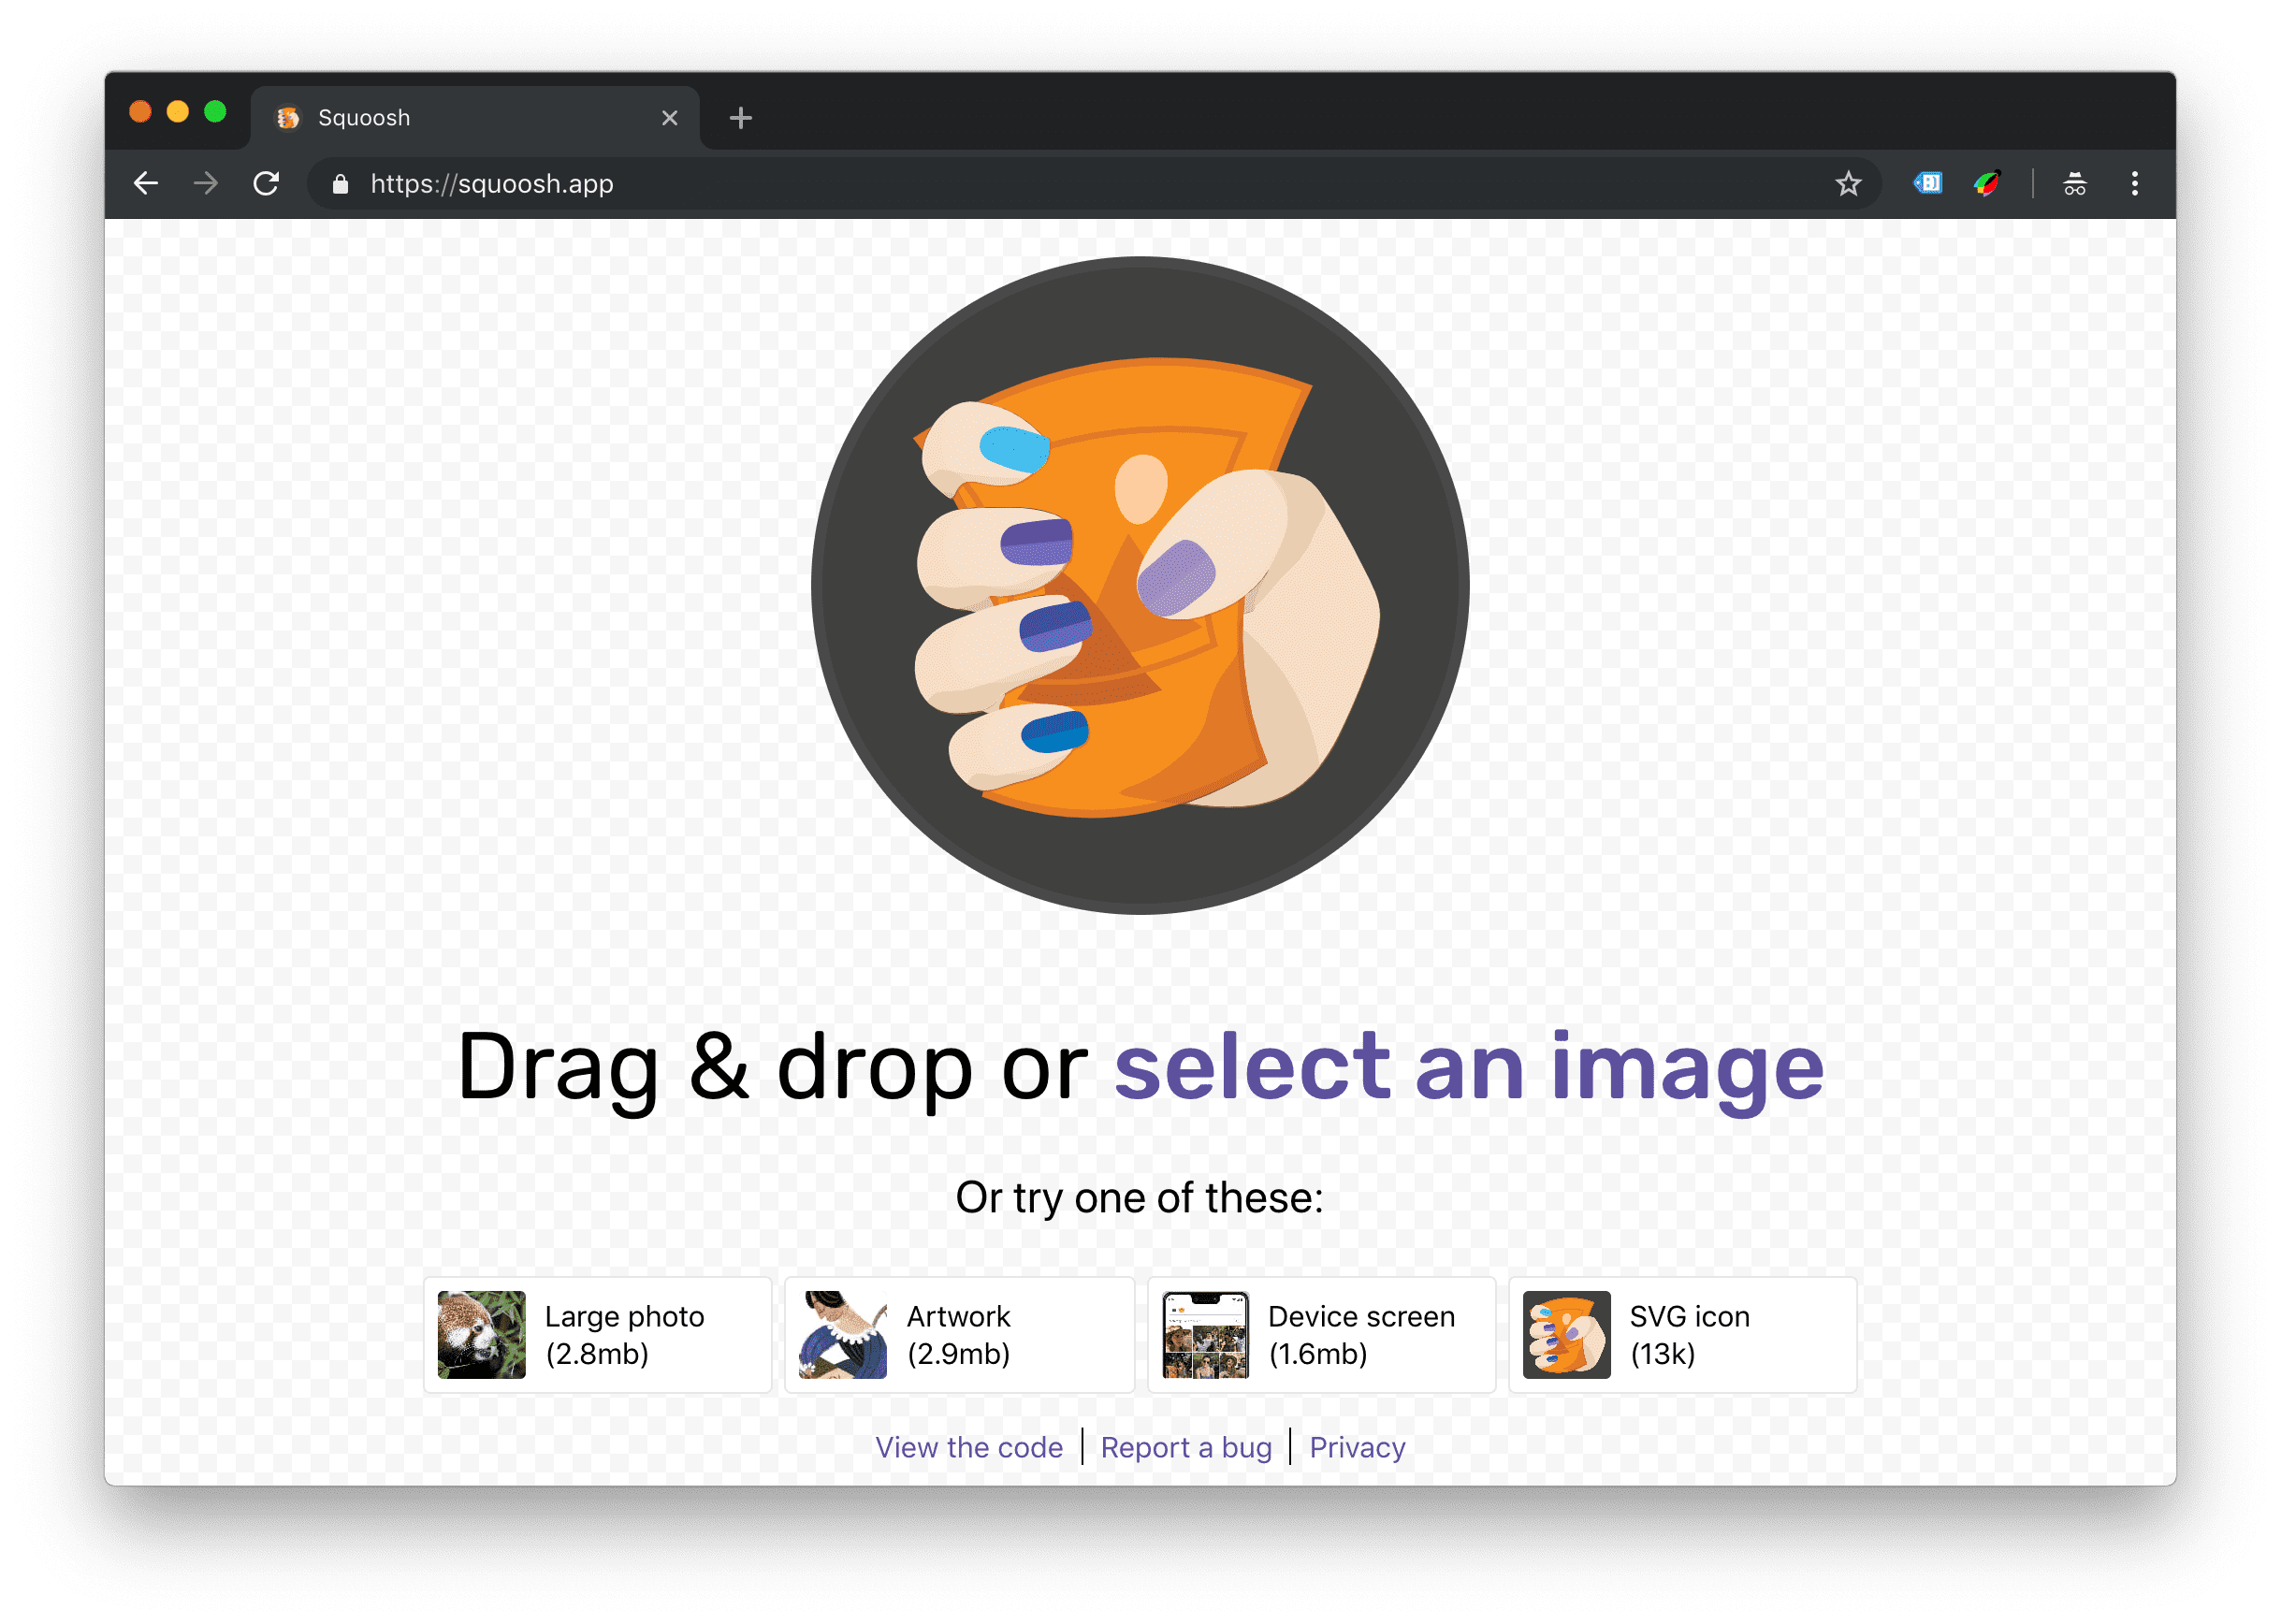 Squoosh
https://squoosh.app
Drag & drop or select an image
Or try one of these:
Large photo
(2.8mb)
Artwork
(2.9mb)
Device screen
(1.6mb)
SVG icon
(13k)
View the code | Report a bug | Privacy